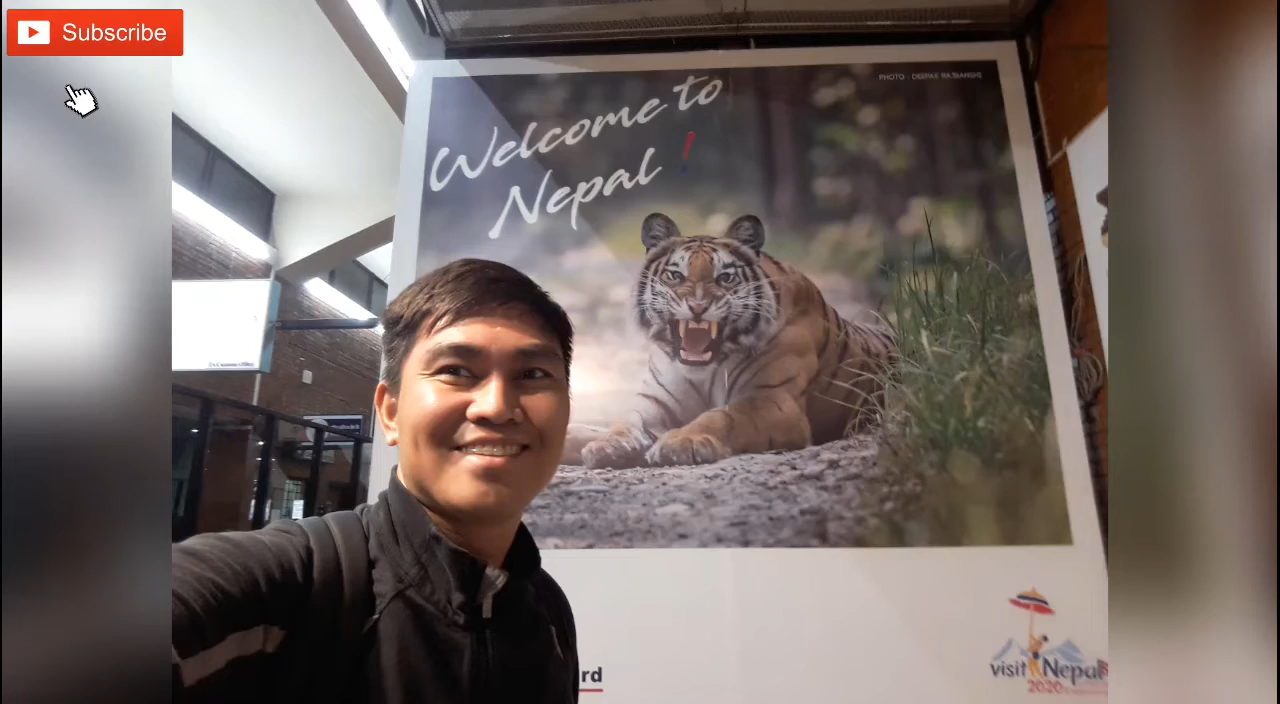 Subscribe
PHOTO : DEEPAK RAJBANSHI
Welcome to
Nepal !
rd
visit Nepal
2020